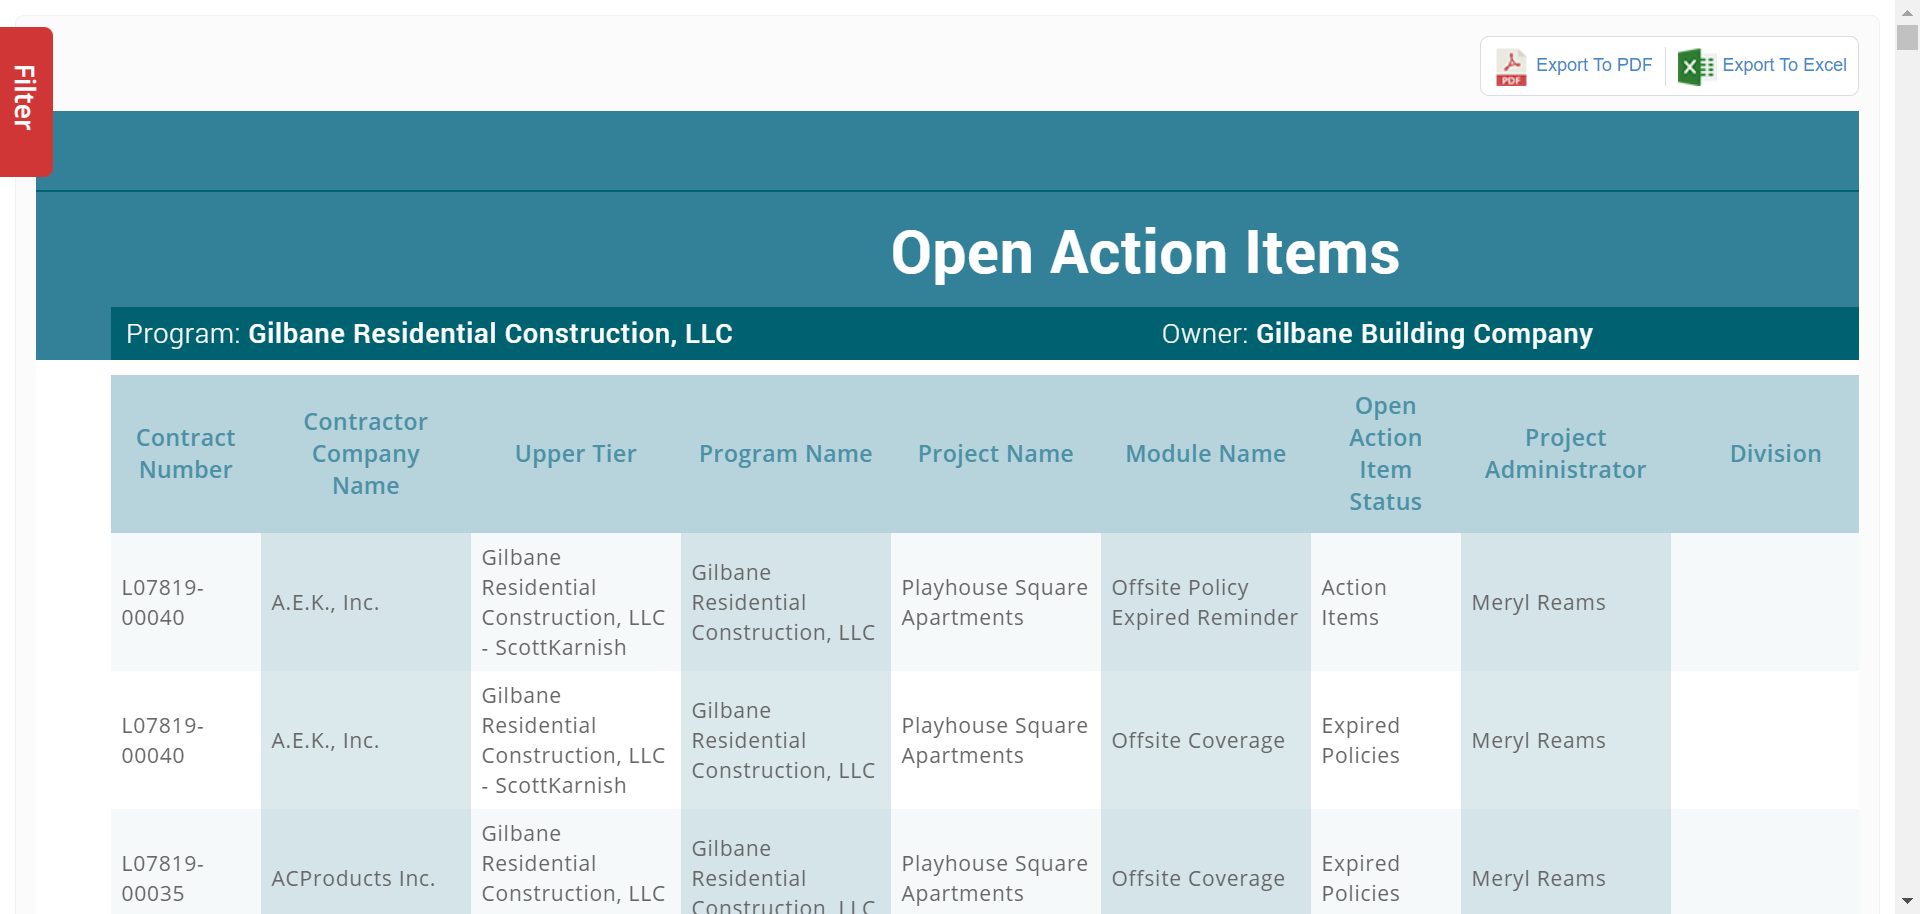 Filter
PDF
Export To PDF
Export To Excel
Open Action Items
Program: Gilbane Residential Construction, LLC
Owner: Gilbane Building Company
Contract
Number
Contractor
Company
Name
Upper Tier
Program Name
Project Name
Module Name
Open
Action
Item
Status
Project
Administrator
Division
L07819-
00040
A.E.K., Inc.
Gilbane
Residential
Construction, LLC
- ScottKarnish
Gilbane
Residential
Construction, LLC
Playhouse Square
Apartments
Offsite Policy
Expired Reminder
Action
Items
Meryl Reams
L07819-
00040
A.E.K., Inc.
Gilbane
Residential
Construction, LLC
- ScottKarnish
Gilbane
Residential
Construction, LLC
Playhouse Square
Apartments
Offsite Coverage
Expired
Policies
Meryl Reams
L07819-
00035
ACProducts Inc.
Gilbane
Residential
Construction, LLC
Gilbane
Residential
Construction, LLC
Playhouse Square
Apartments
Offsite Coverage
Expired
Policies
Meryl Reams